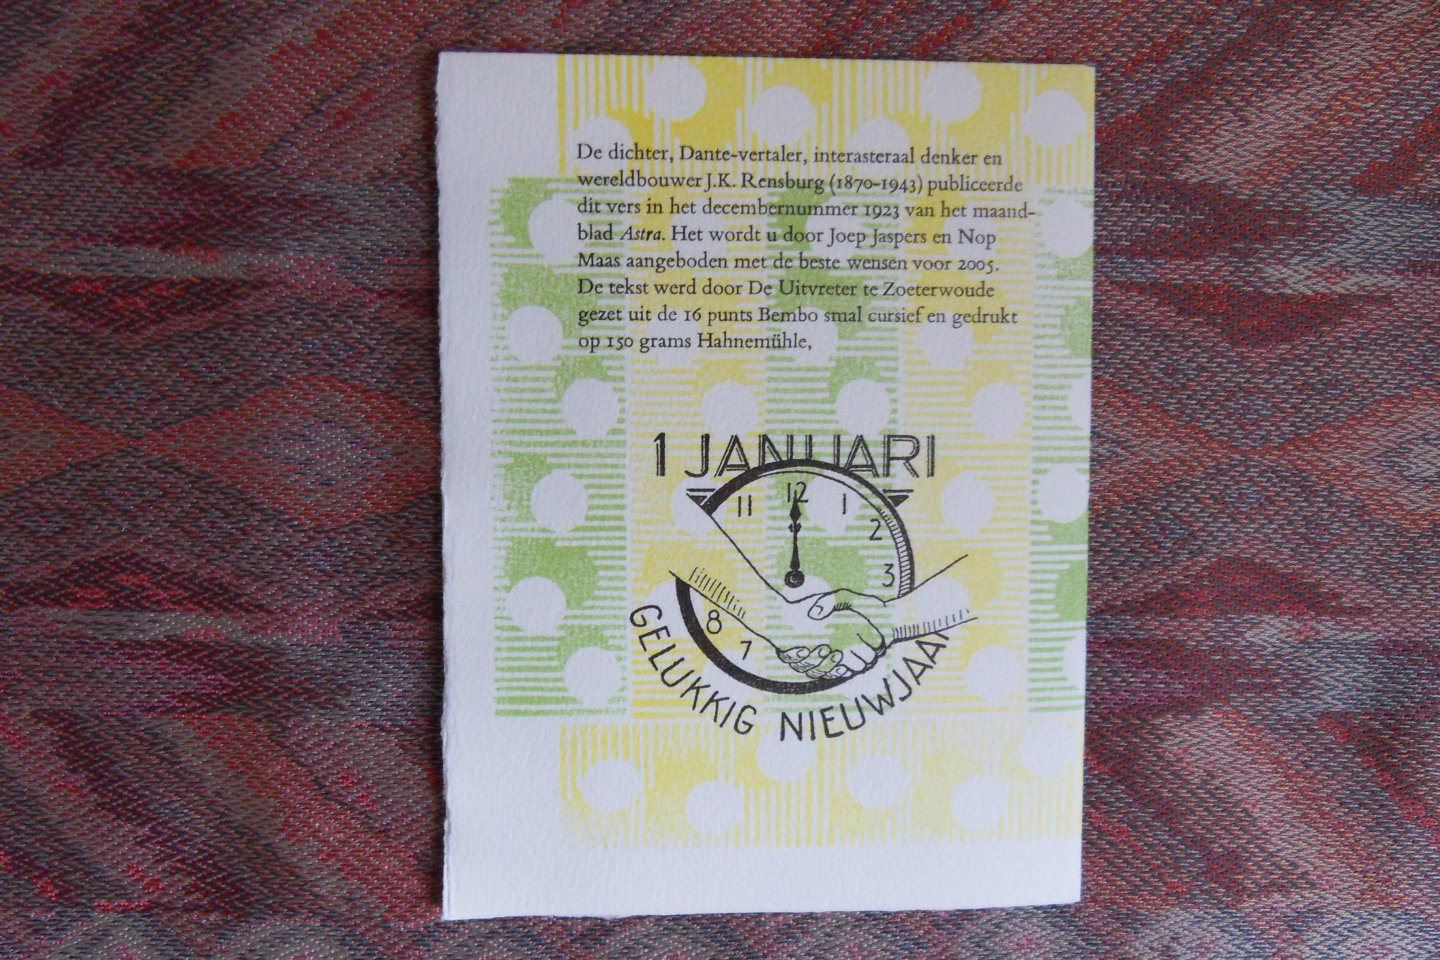 De dichter, Dante-vertaler, interasteraal denker en
wereldbouwer J.K. Rensburg (1870-1943) publiceerde
dit vers in het decembernummer 1923 van het maand-
blad Astra. Het wordt u door Joep Jaspers en Nop
Maas aangeboden met de beste wensen voor 2005.
De tekst werd door De Uitvreter te Zoeterwoude
gezet uit de 16 punts Bembo smal cursief en gedrukt
op 150 grams Hahnemühle,
1 JANUARI
11 12 1
2
3
8
7
GELUKKIG NIEUWJAAR